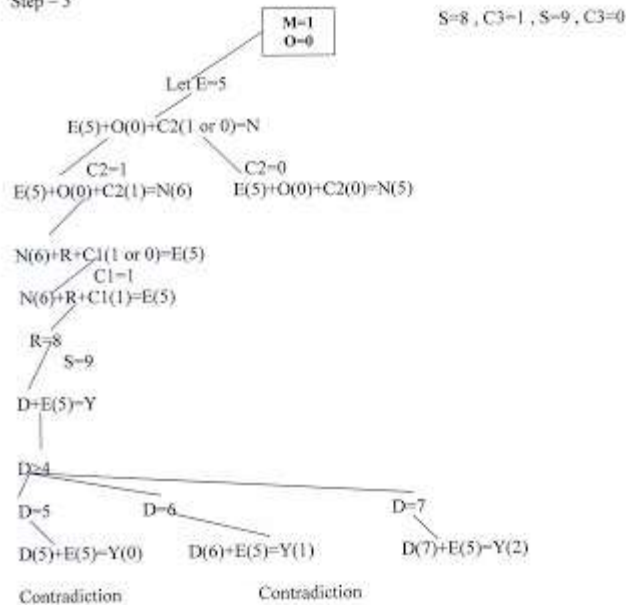 Step – 3
M=1
O=0
S=8 , C3=1 , S=9 , C3=0
Let E=5
E(5)+O(0)+C2(1 or 0)=N
C2=1
C2=0
E(5)+O(0)+C2(1)=N(6)
E(5)+O(0)+C2(0)=N(5)
N(6)+R+C1(1 or 0)=E(5)
C1=1
N(6)+R+C1(1)=E(5)
R=8
S=9
D+E(5)=Y
D>4
D=5
D=6
D=7
D(5)+E(5)=Y(0)
D(6)+E(5)=Y(1)
D(7)+E(5)=Y(2)
Contradiction
Contradiction